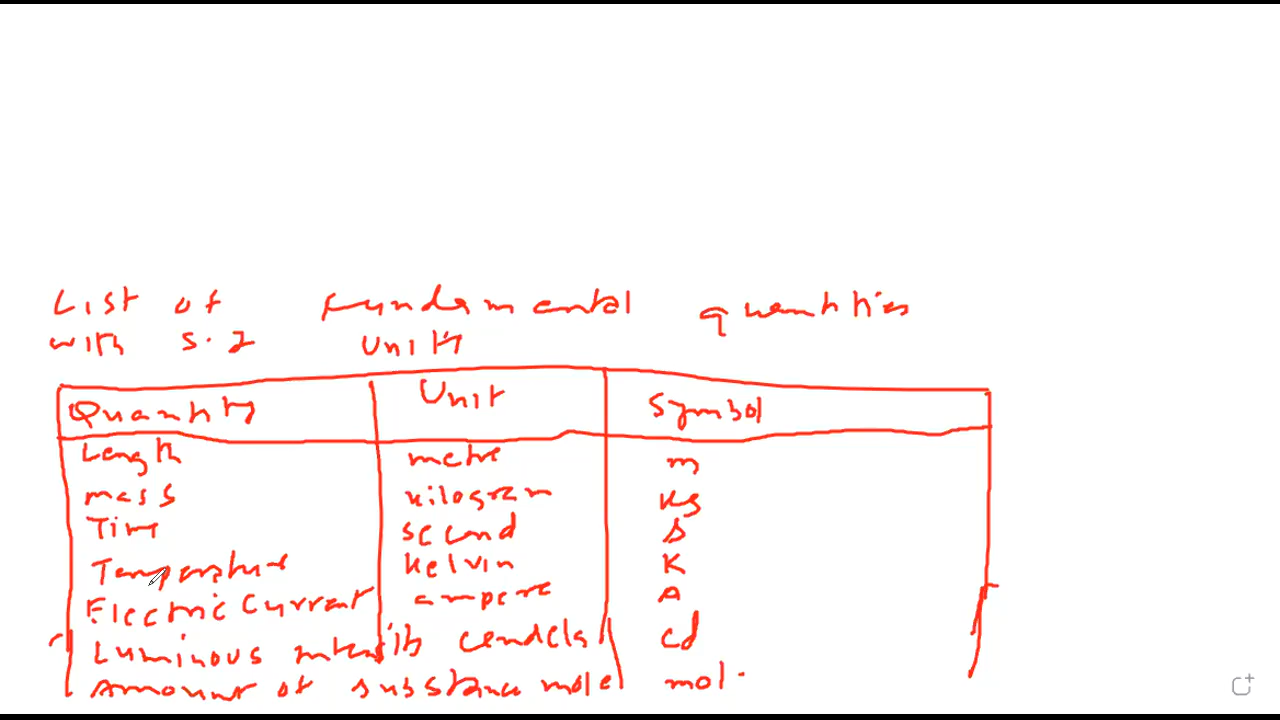 List of fundamental quantities
with S.I units
Quantity Unit Symbol
Length metre m
mass kilogram kg
Time second s
Temperature kelvin K
Electric Current ampere A
Luminous intensity candela cd
Amount of substance mole mol.